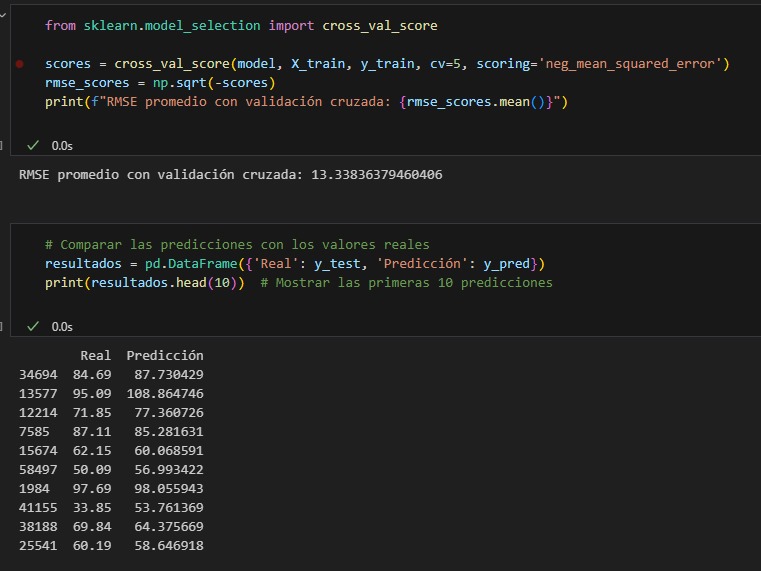 from sklearn.model_selection import cross_val_score
scores = cross_val_score(model, X_train, y_train, cv=5, scoring='neg_mean_squared_error')
rmse_scores = np.sqrt(-scores)
print(f"RMSE promedio con validación cruzada: {rmse_scores.mean()}")
0.0s
RMSE promedio con validación cruzada: 13.33836379460406
# Comparar las predicciones con los valores reales
resultados = pd.DataFrame({'Real': y_test, 'Predicción': y_pred})
print(resultados.head(10))  # Mostrar las primeras 10 predicciones
0.0s
Real  Predicción
34694  84.69   87.730429
13577  95.09  108.864746
12214  71.85   77.360726
7585   87.11   85.281631
15674  62.15   60.068591
58497  50.09   56.993422
1984   97.69   98.055943
41155  33.85   53.761369
38188  69.84   64.375669
25541  60.19   58.646918